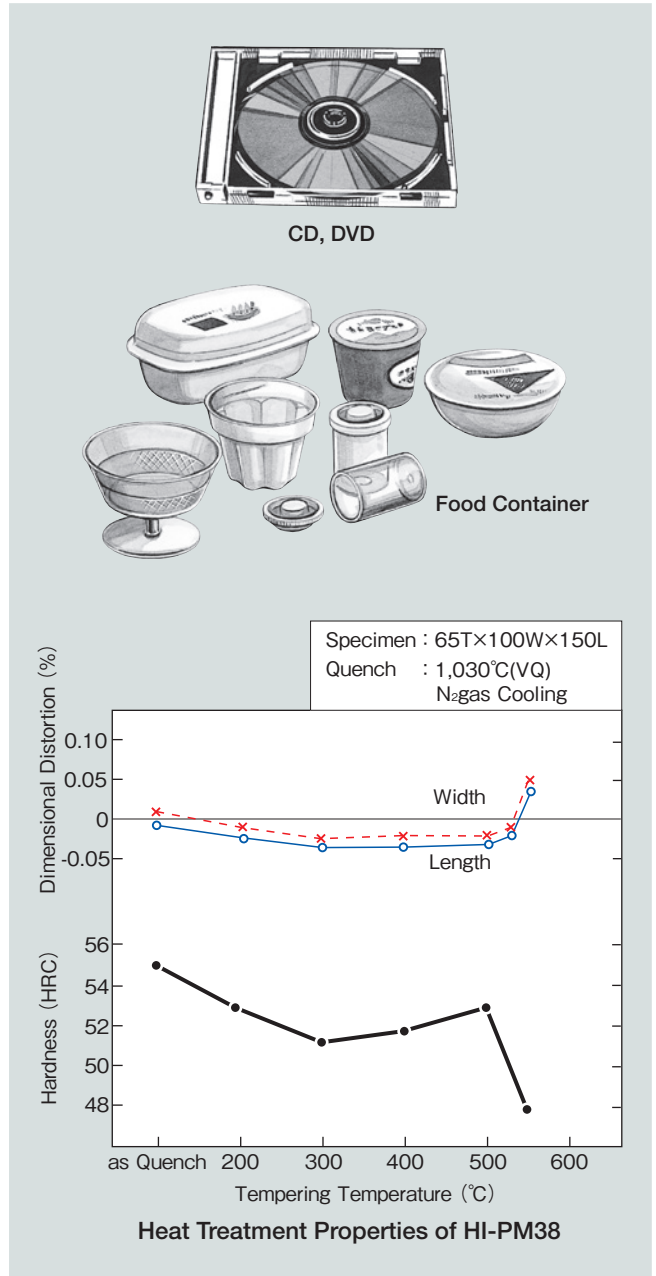 CD, DVD
Food Container
Specimen : 65T×100W×150L
Quench : 1,030℃(VQ)
N₂gas Cooling
Dimensional Distortion (%)
0.10
0.05
0
-0.05
Width
Length
Hardness (HRC)
56
54
52
50
48
as Quench 200 300 400 500 600
Tempering Temperature (℃)
Heat Treatment Properties of HI-PM38